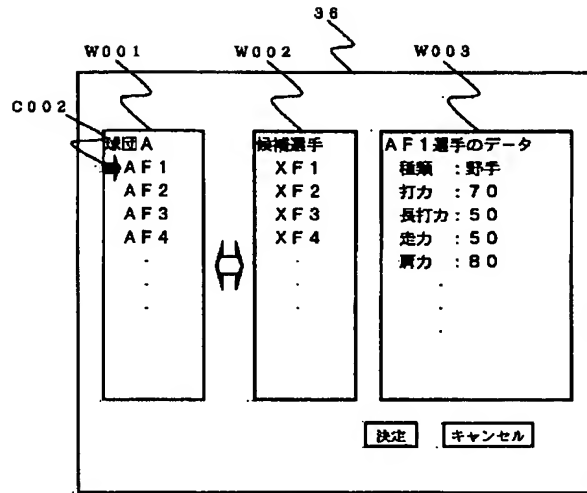 36
W001
W002
W003
C002
球団A
AF1
AF2
AF3
AF4
候補選手
XF1
XF2
XF3
XF4
AF1選手のデータ
種類 :野手
打力 :70
長打力:50
走力 :50
肩力 :80
決定
キャンセル